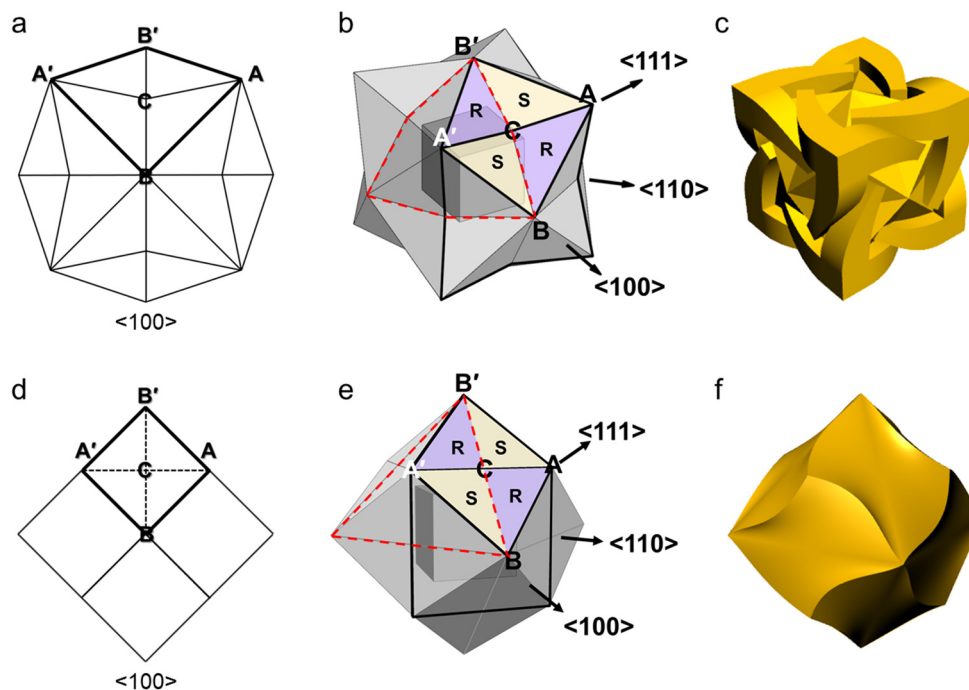 a
B′
A′
A
C
B
<100>
b
B′
<111>
A
S
R
C
A′
R
S
<110>
B
<100>
c
d
B′
A′
C
A
B
<100>
e
B′
<111>
S
R
C
A
A′
S
R
<110>
B
<100>
f